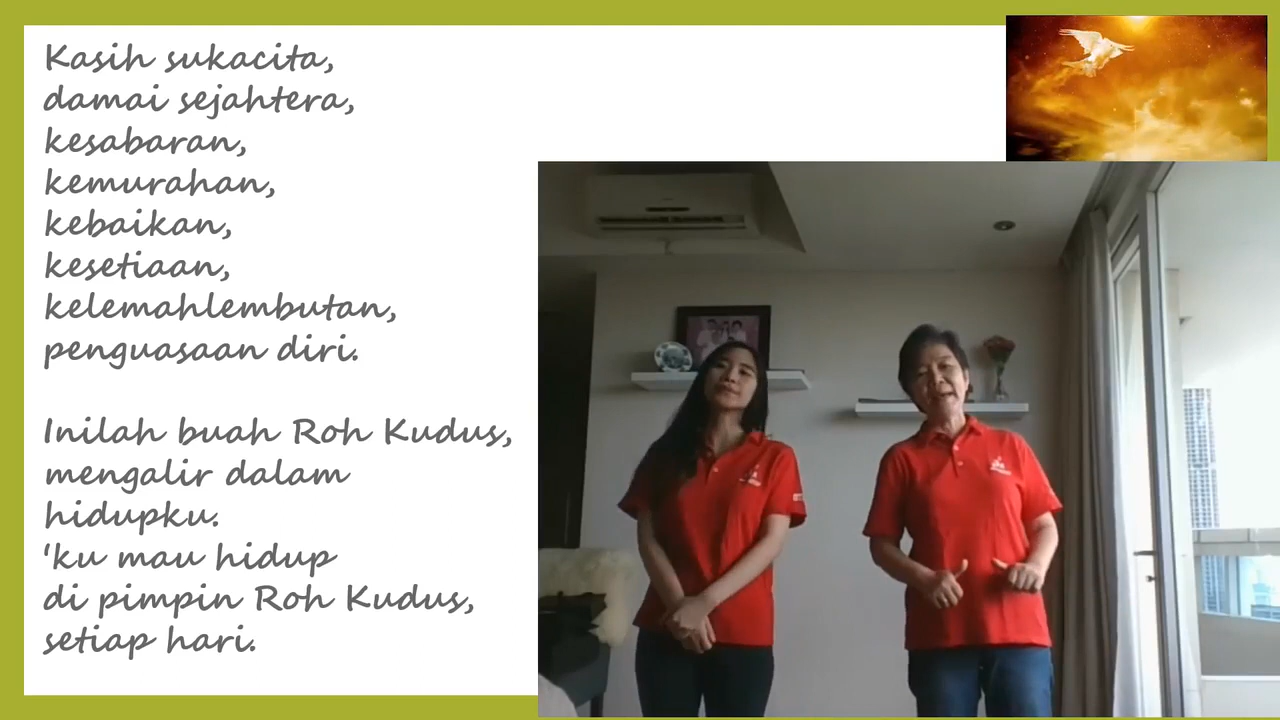 Kasih sukacita,
damai sejahtera,
kesabaran,
kemurahan,
kebaikan,
kesetiaan,
kelemahlembutan,
penguasaan diri.
Inilah buah Roh Kudus,
mengalir dalam
hidupku.
'ku mau hidup
di pimpin Roh Kudus,
setiap hari.